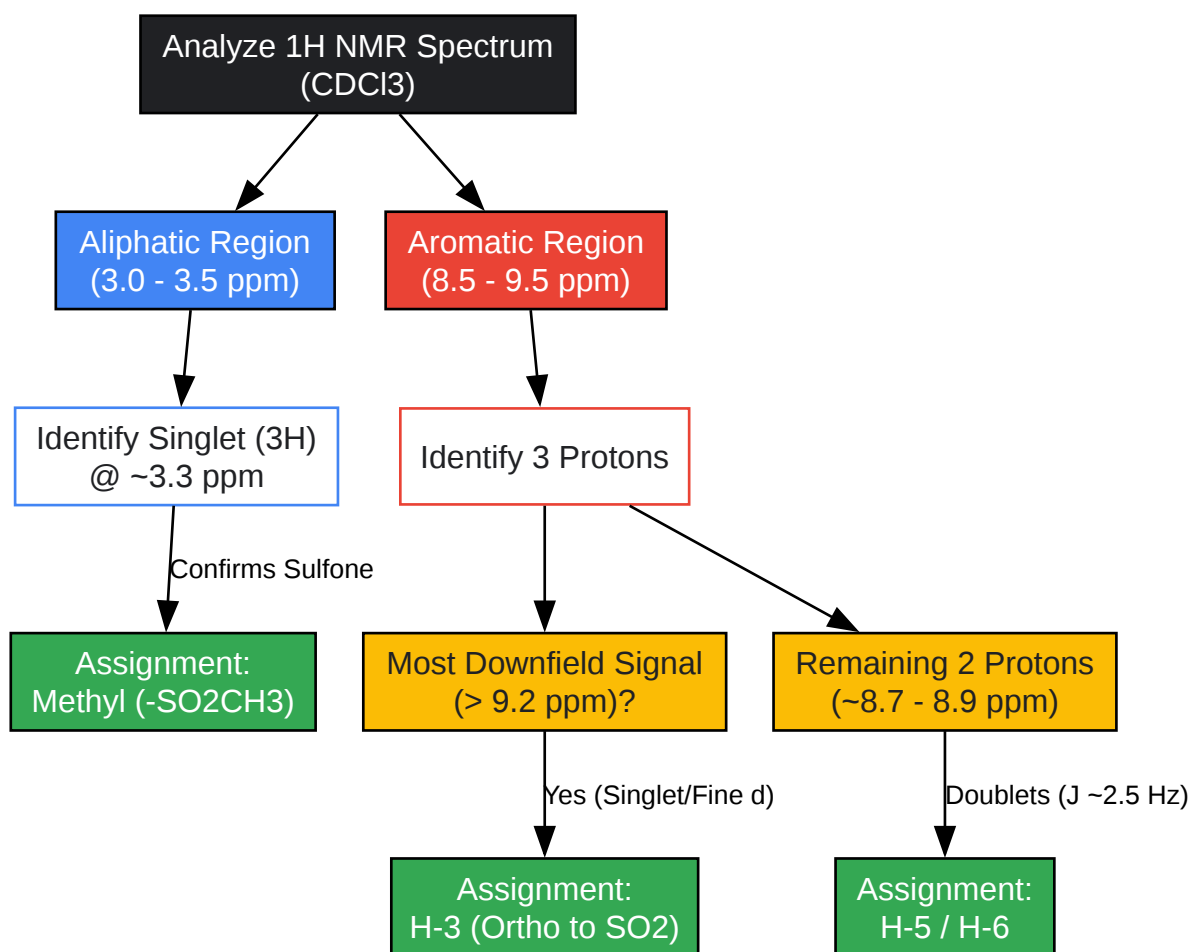 Analyze 1H NMR Spectrum
(CDCl3)
Aliphatic Region
(3.0 - 3.5 ppm)
Aromatic Region
(8.5 - 9.5 ppm)
Identify Singlet (3H)
@ ~3.3 ppm
Identify 3 Protons
Confirms Sulfone
Assignment:
Methyl (-SO2CH3)
Most Downfield Signal
(> 9.2 ppm)?
Remaining 2 Protons
(~8.7 - 8.9 ppm)
Yes (Singlet/Fine d)
Doublets (J ~2.5 Hz)
Assignment:
H-3 (Ortho to SO2)
Assignment:
H-5 / H-6